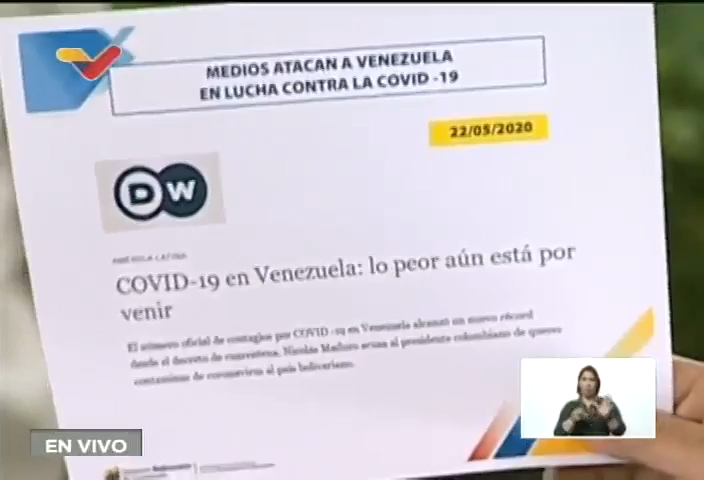 MEDIOS ATACAN A VENEZUELA
EN LUCHA CONTRA LA COVID -19
22/05/2020
DW
AMÉRICA LATINA
COVID-19 en Venezuela: lo peor aún está por
venir
El número oficial de contagios por COVID -19 en Venezuela alcanzó un nuevo récord
desde el decreto de cuarentena. Nicolás Maduro acusa al presidente colombiano de querer
contaminar de coronavirus al país bolivariano.
EN VIVO